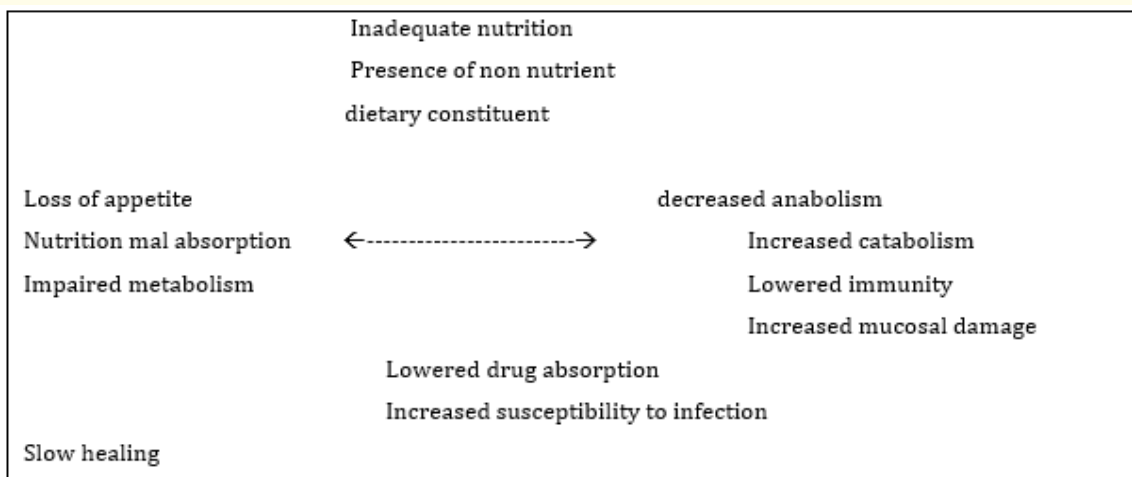 Inadequate nutrition
Presence of non nutrient
dietary constituent
Loss of appetite decreased anabolism
Nutrition mal absorption ←-------------------------→ Increased catabolism
Impaired metabolism Lowered immunity
Increased mucosal damage
Lowered drug absorption
Increased susceptibility to infection
Slow healing